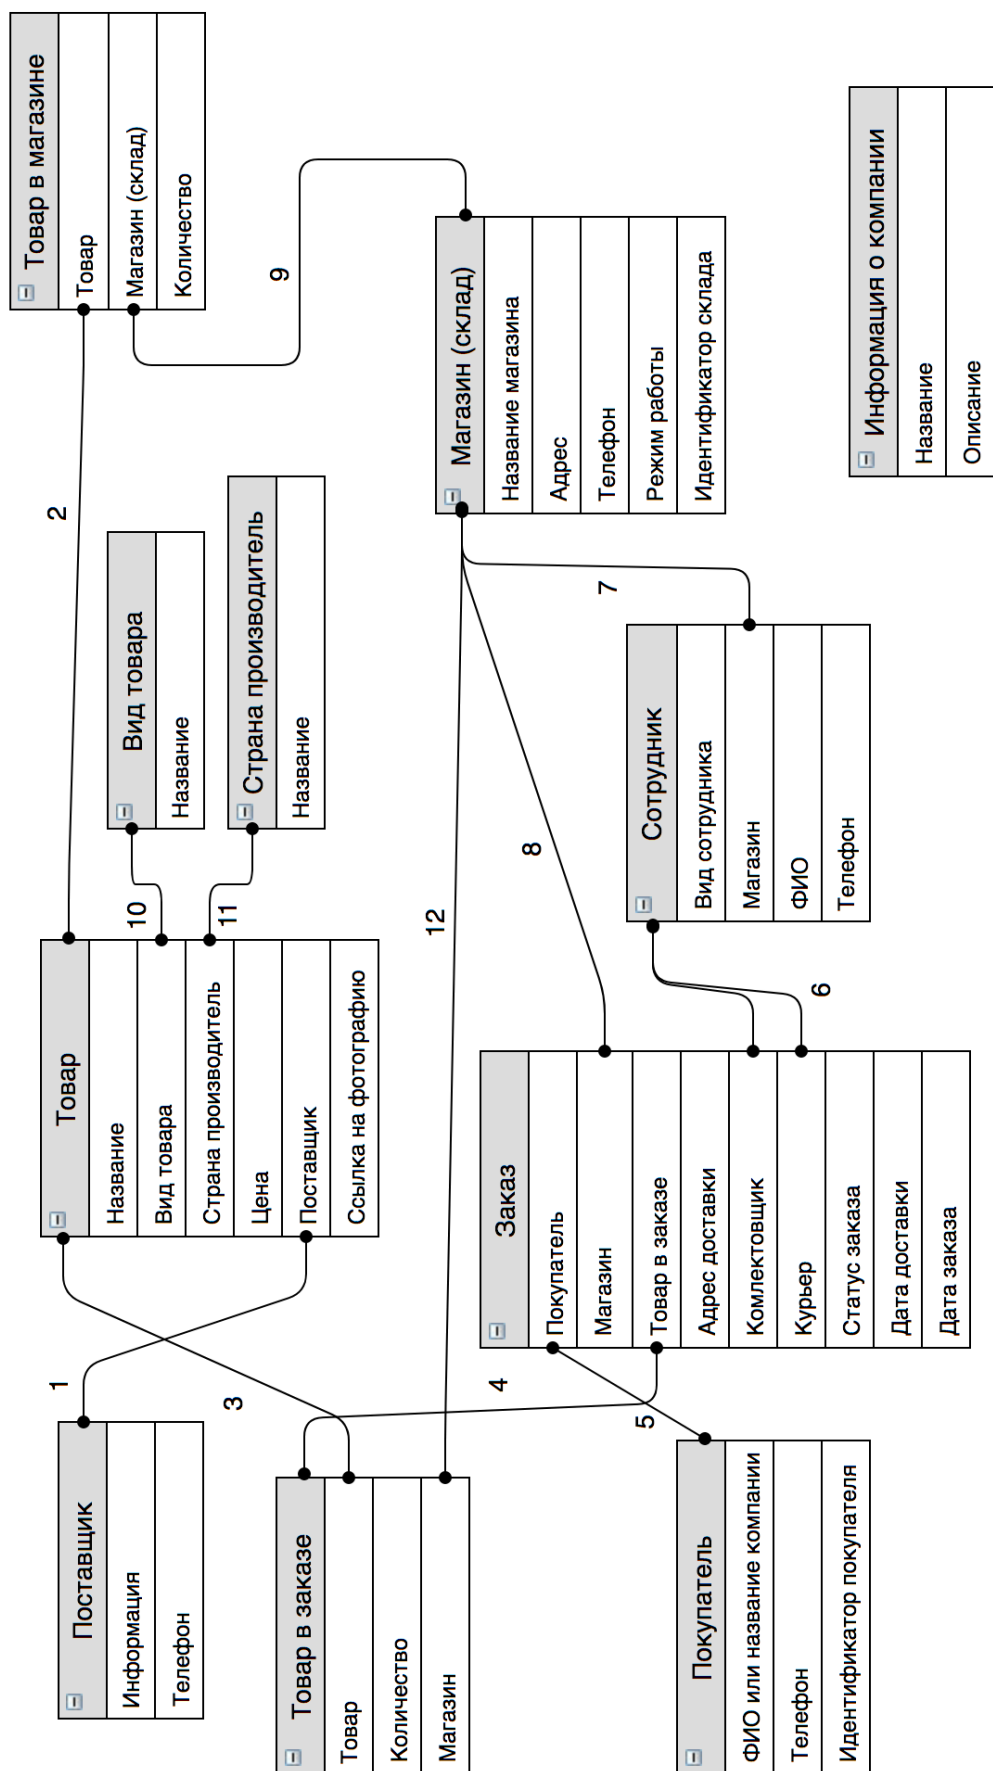 Поставщик
Информация
Телефон
1
Товар
Название
Вид товара
Страна производитель
Цена
Поставщик
Ссылка на фотографию
2
Товар в магазине
Товар
Магазин (склад)
Количество
10
Вид товара
Название
11
Страна производитель
Название
9
3
Товар в заказе
Товар
Количество
Магазин
12
Магазин (склад)
Название магазина
Адрес
Телефон
Режим работы
Идентификатор склада
4
Заказ
Покупатель
Магазин
Товар в заказе
Адрес доставки
Комлектовщик
Курьер
Статус заказа
Дата доставки
Дата заказа
8
7
5
6
Сотрудник
Вид сотрудника
Магазин
ФИО
Телефон
Покупатель
ФИО или название компании
Телефон
Идентификатор покупателя
Информация о компании
Название
Описание